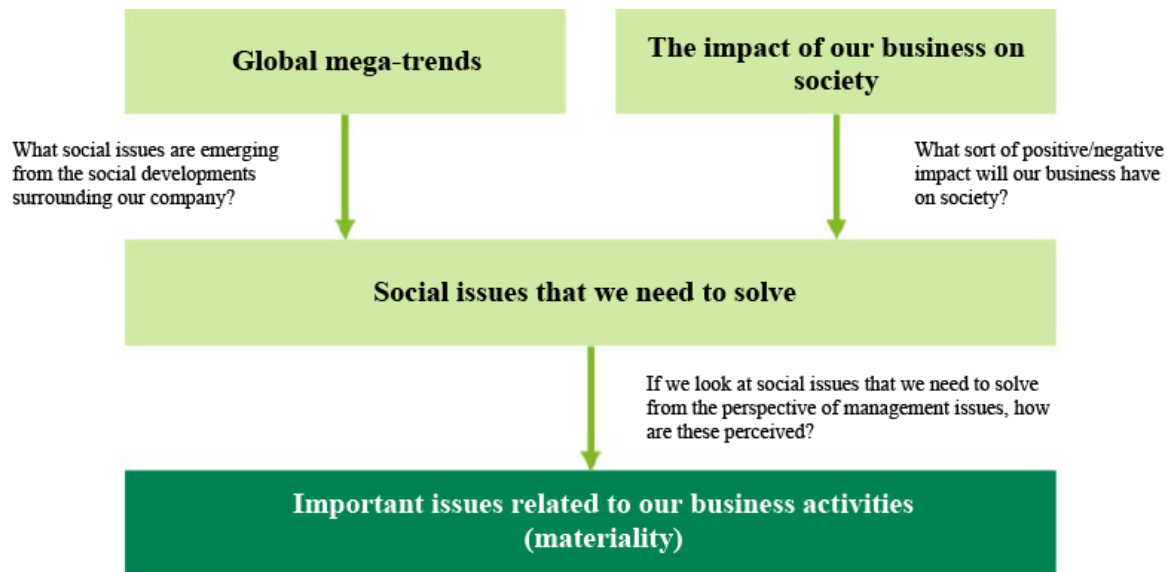 Global mega-trends
The impact of our business on
society
What social issues are emerging
from the social developments
surrounding our company?
What sort of positive/negative
impact will our business have
on society?
Social issues that we need to solve
If we look at social issues that we need to solve
from the perspective of management issues, how
are these perceived?
Important issues related to our business activities
(materiality)